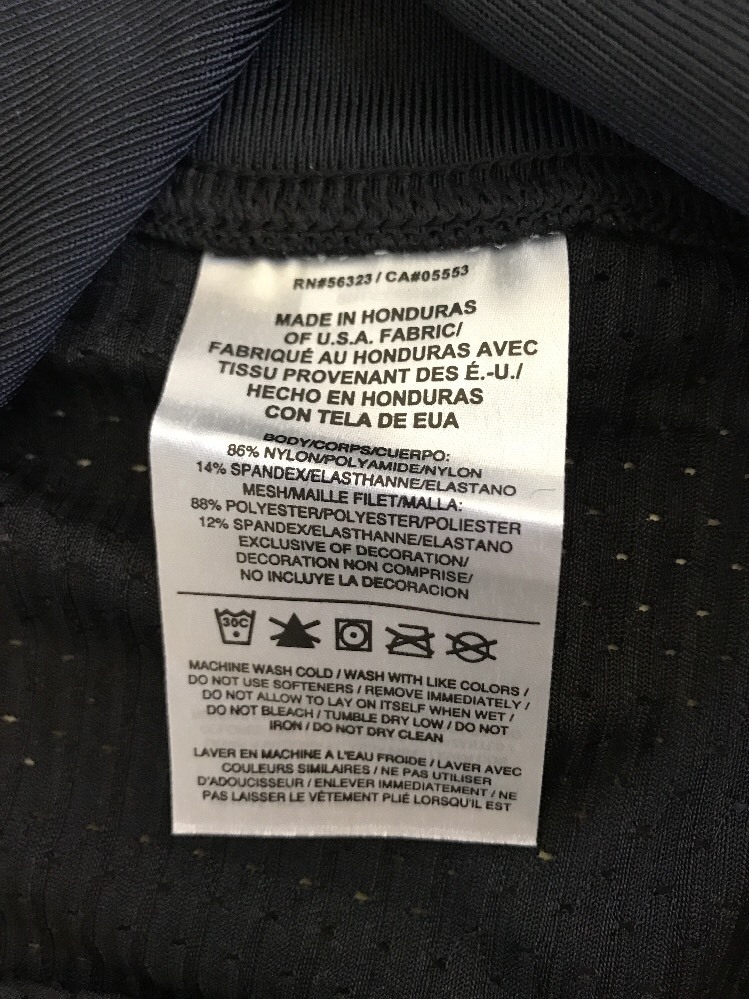 RN#56323 / CA#05553
MADE IN HONDURAS
OF U.S.A. FABRIC/
FABRIQUÉ AU HONDURAS AVEC
TISSU PROVENANT DES É.-U./
HECHO EN HONDURAS
CON TELA DE EUA
BODY/CORPS/CUERPO:
86% NYLON/POLYAMIDE/NYLON
14% SPANDEX/ELASTHANNE/ELASTANO
MESH/MAILLE FILET/MALLA:
88% POLYESTER/POLYESTER/POLIESTER
12% SPANDEX/ELASTHANNE/ELASTANO
EXCLUSIVE OF DECORATION/
DECORATION NON COMPRISE/
NO INCLUYE LA DECORACION
30C
MACHINE WASH COLD / WASH WITH LIKE COLORS /
DO NOT USE SOFTENERS / REMOVE IMMEDIATELY /
DO NOT ALLOW TO LAY ON ITSELF WHEN WET /
DO NOT BLEACH / TUMBLE DRY LOW / DO NOT
IRON / DO NOT DRY CLEAN
LAVER EN MACHINE A L'EAU FROIDE / LAVER AVEC
COULEURS SIMILAIRES / NE PAS UTILISER
D'ADOUCISSEUR / ENLEVER IMMEDIATEMENT / NE
PAS LAISSER LE VÊTEMENT PLIÉ LORSQU'IL EST